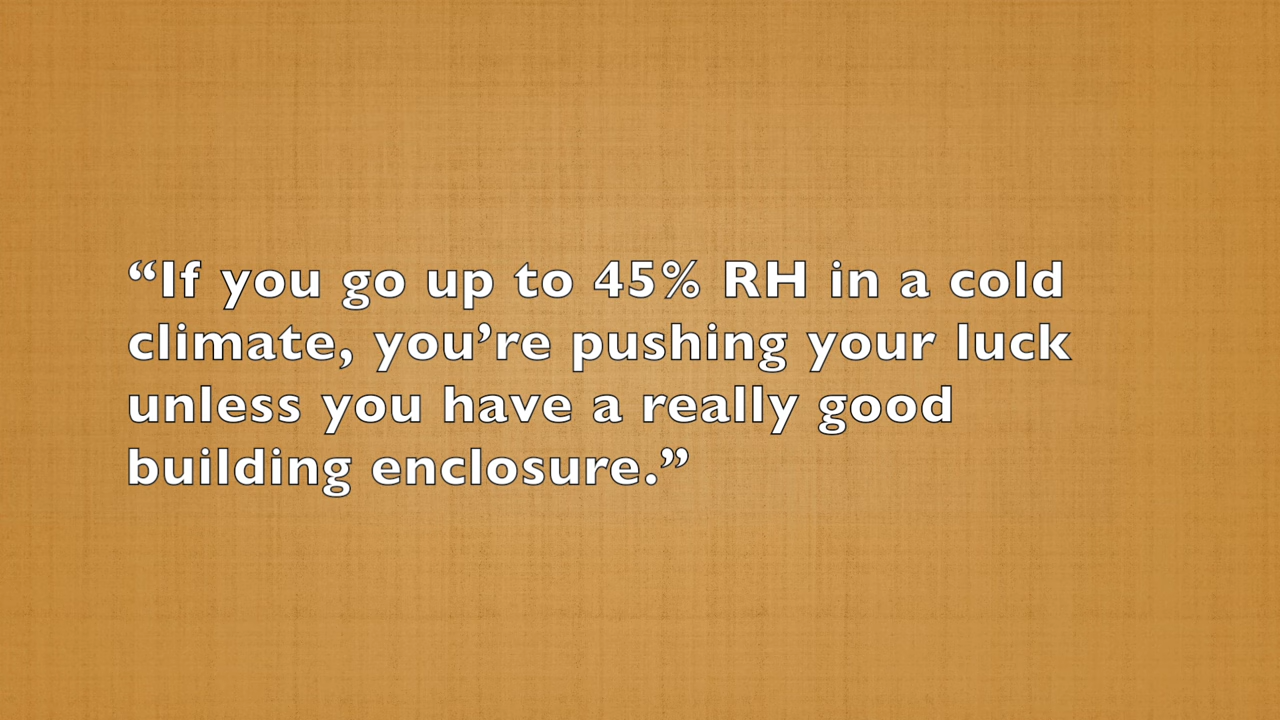 “If you go up to 45% RH in a cold
climate, you’re pushing your luck
unless you have a really good
building enclosure.”